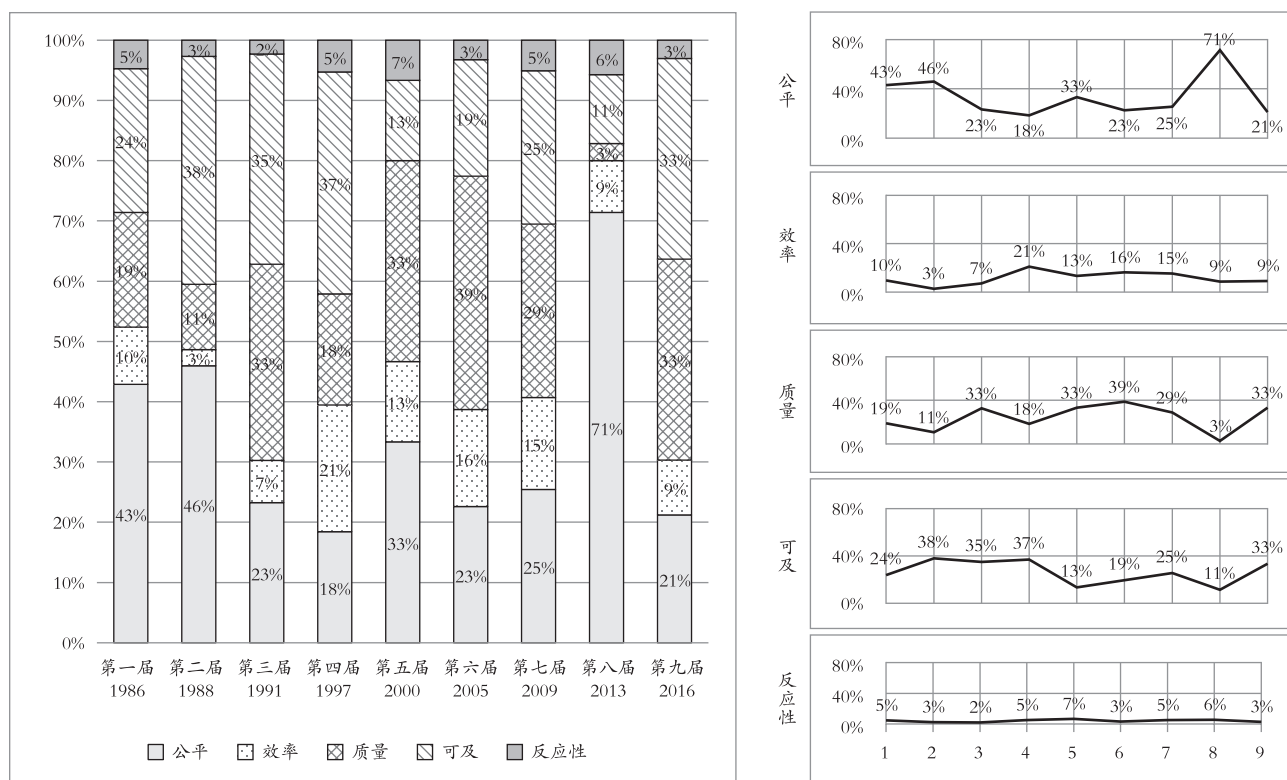 100%
90%
80%
70%
60%
50%
40%
30%
20%
10%
0%
5% 3% 2% 5% 7% 3% 5% 6% 3%
24% 38% 35% 37% 13% 19% 25% 11% 33%
19% 11% 33% 18% 33% 39% 29% 3% 33%
10% 3% 7% 21% 13% 16% 15% 9% 9%
43% 46% 23% 18% 33% 23% 25% 71% 21%
第一届 第二届 第三届 第四届 第五届 第六届 第七届 第八届 第九届
1986 1988 1991 1997 2000 2005 2009 2013 2016
公平 效率 质量 可及 反应性
公平
80%
40%
0%
43% 46% 23% 18% 33% 23% 25% 71% 21%
效率
80%
40%
0%
10% 3% 7% 21% 13% 16% 15% 9% 9%
质量
80%
40%
0%
19% 11% 33% 18% 33% 39% 29% 3% 33%
可及
80%
40%
0%
24% 38% 35% 37% 13% 19% 25% 11% 33%
反应性
80%
40%
0%
5% 3% 2% 5% 7% 3% 5% 6% 3%
1 2 3 4 5 6 7 8 9